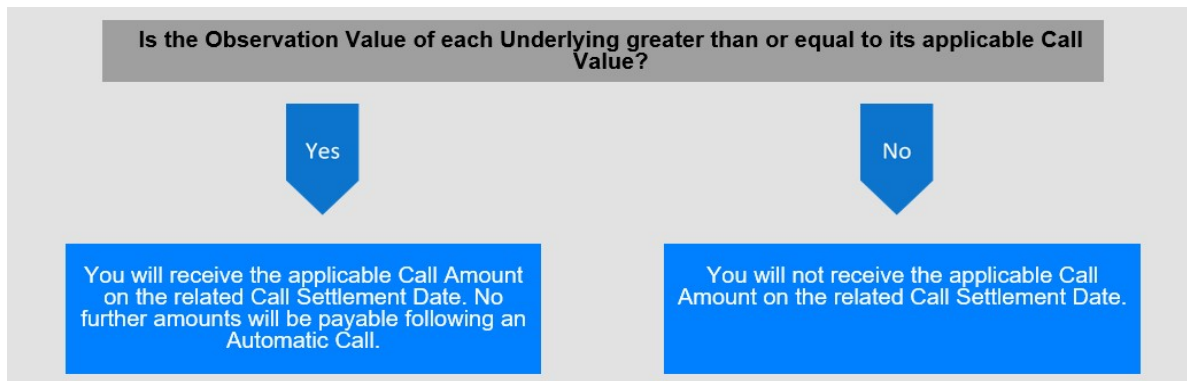 Is the Observation Value of each Underlying greater than or equal to its applicable Call
Value?
Yes
No
You will receive the applicable Call Amount
on the related Call Settlement Date. No
further amounts will be payable following an
Automatic Call.
You will not receive the applicable Call
Amount on the related Call Settlement Date.